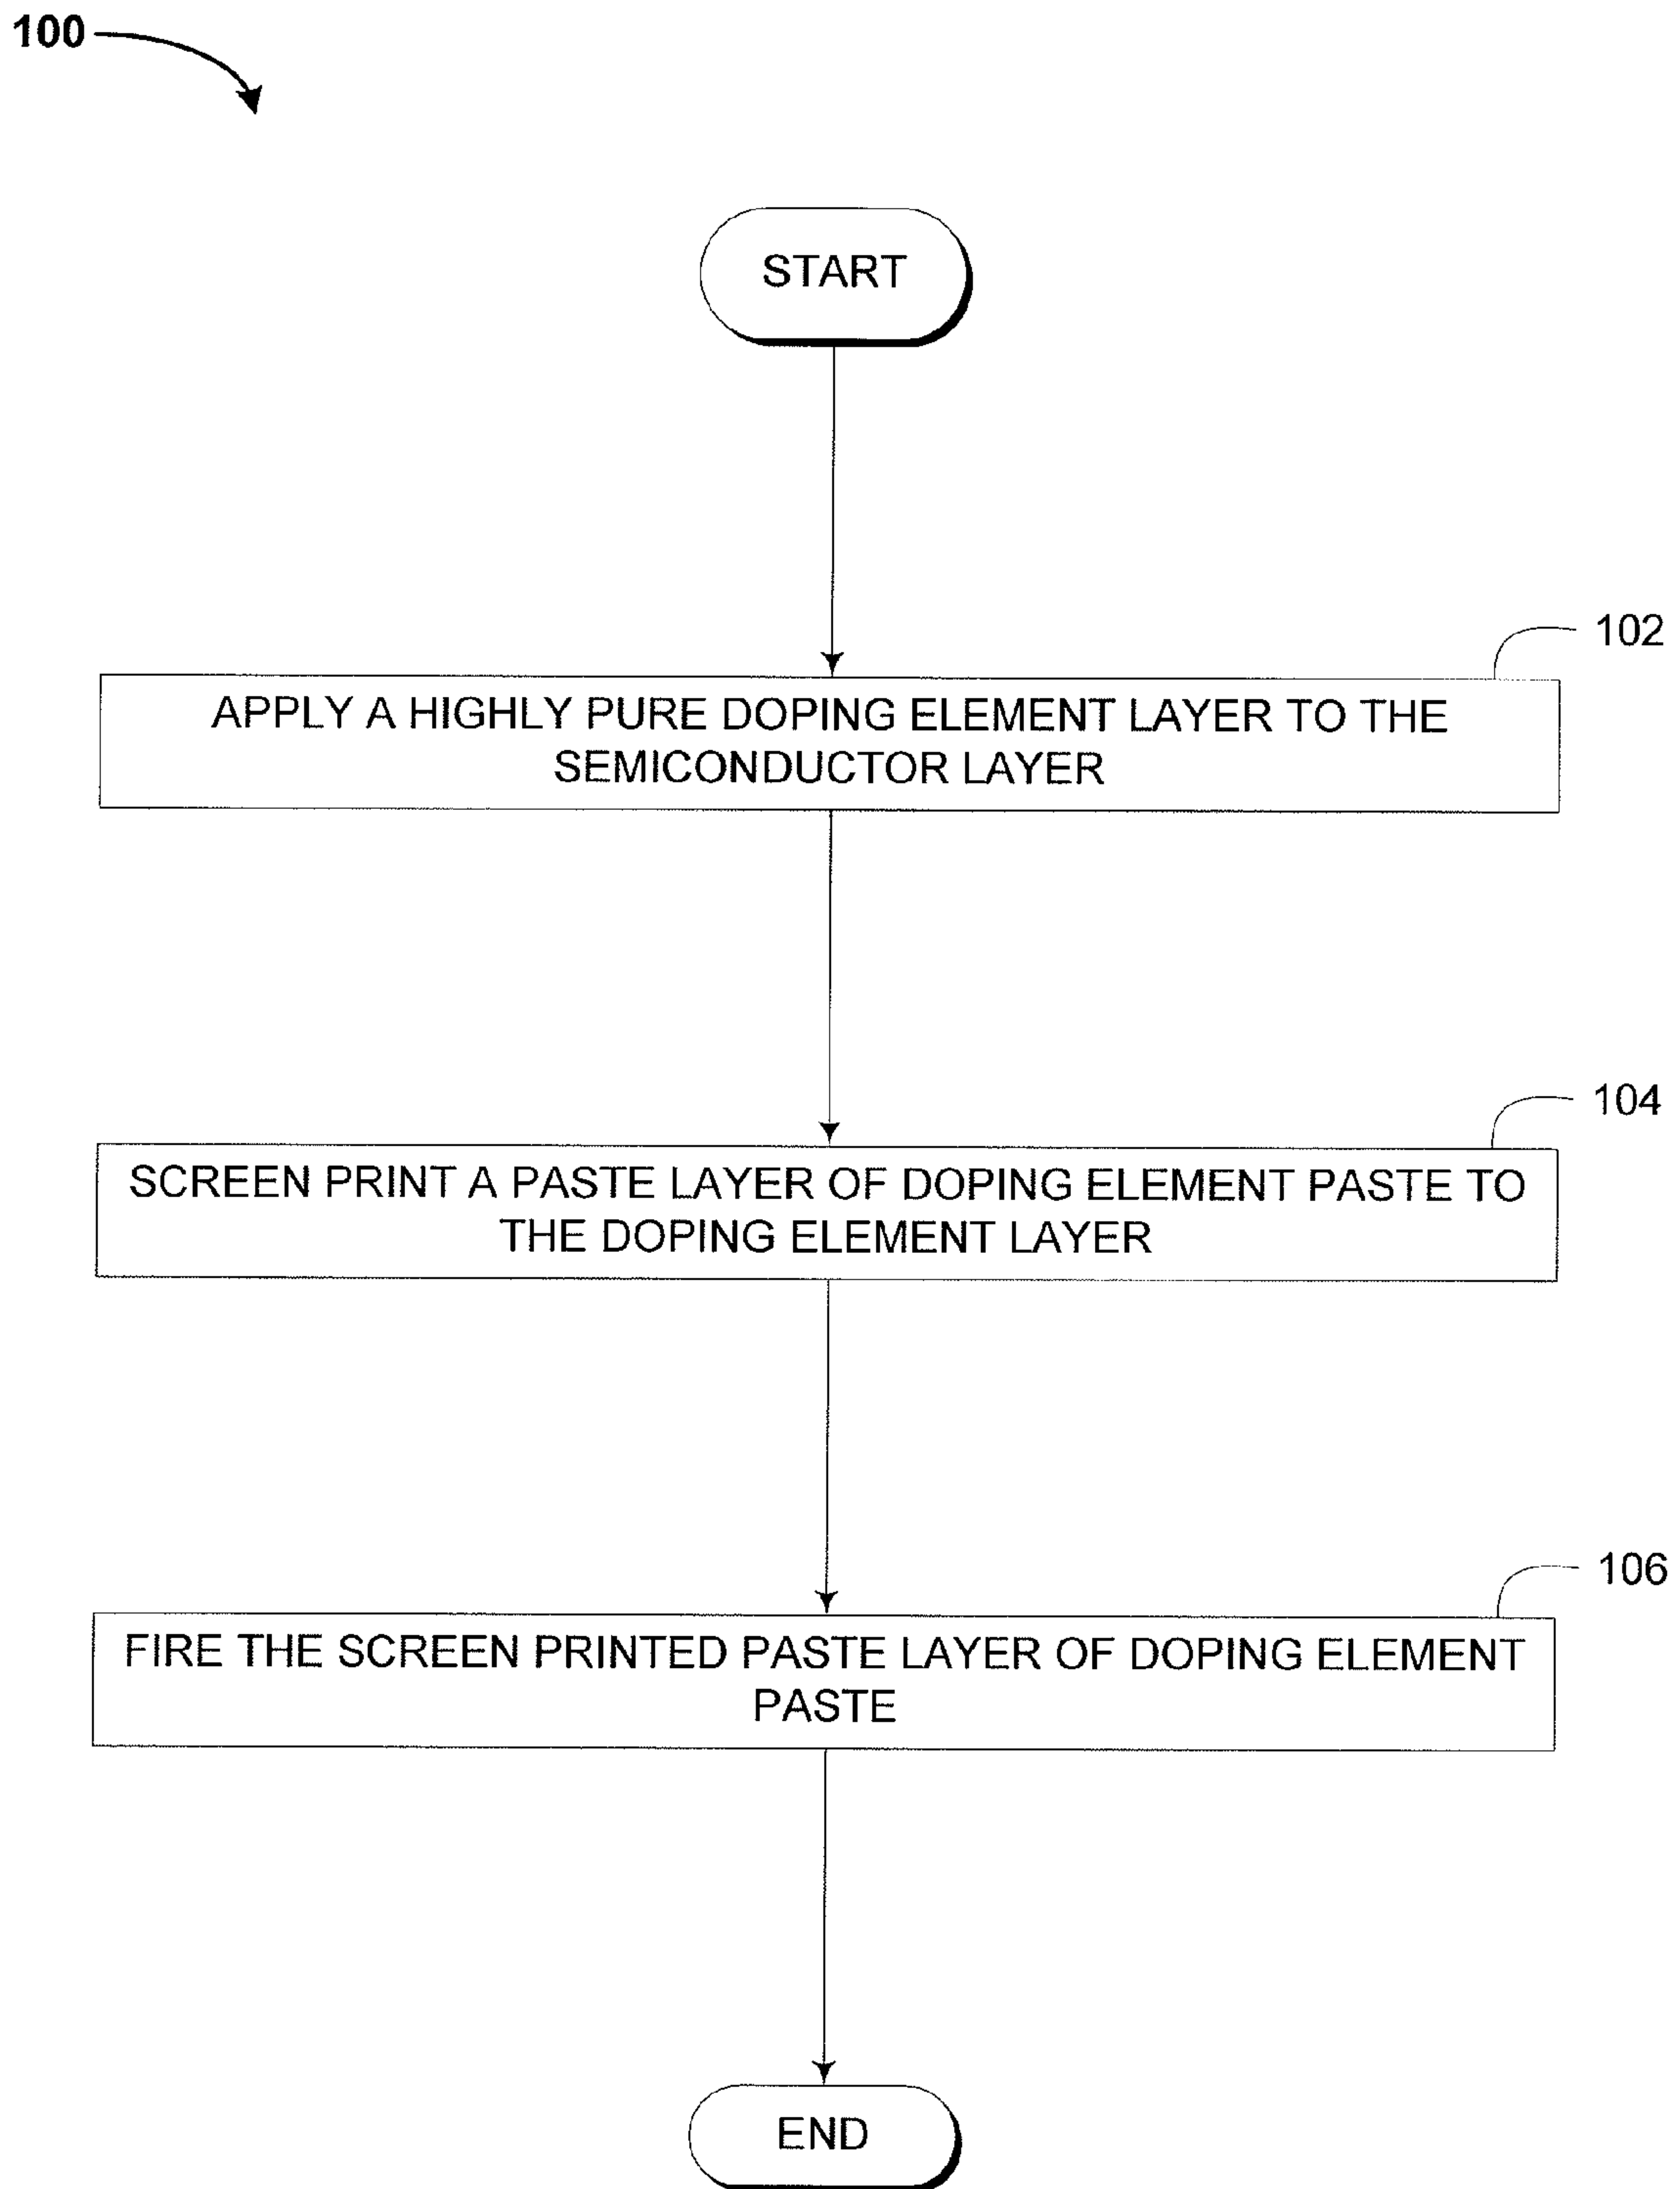 100
START
102
APPLY A HIGHLY PURE DOPING ELEMENT LAYER TO THE
SEMICONDUCTOR LAYER
104
SCREEN PRINT A PASTE LAYER OF DOPING ELEMENT PASTE TO
THE DOPING ELEMENT LAYER
106
FIRE THE SCREEN PRINTED PASTE LAYER OF DOPING ELEMENT
PASTE
END